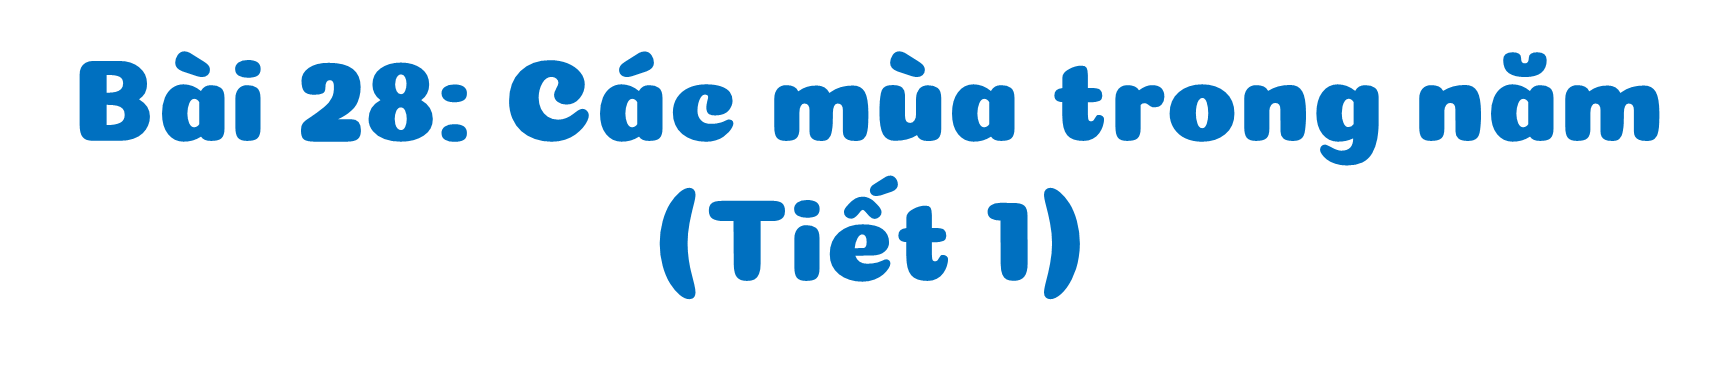 Bài 28: Các mùa trong năm
(Tiết 1)